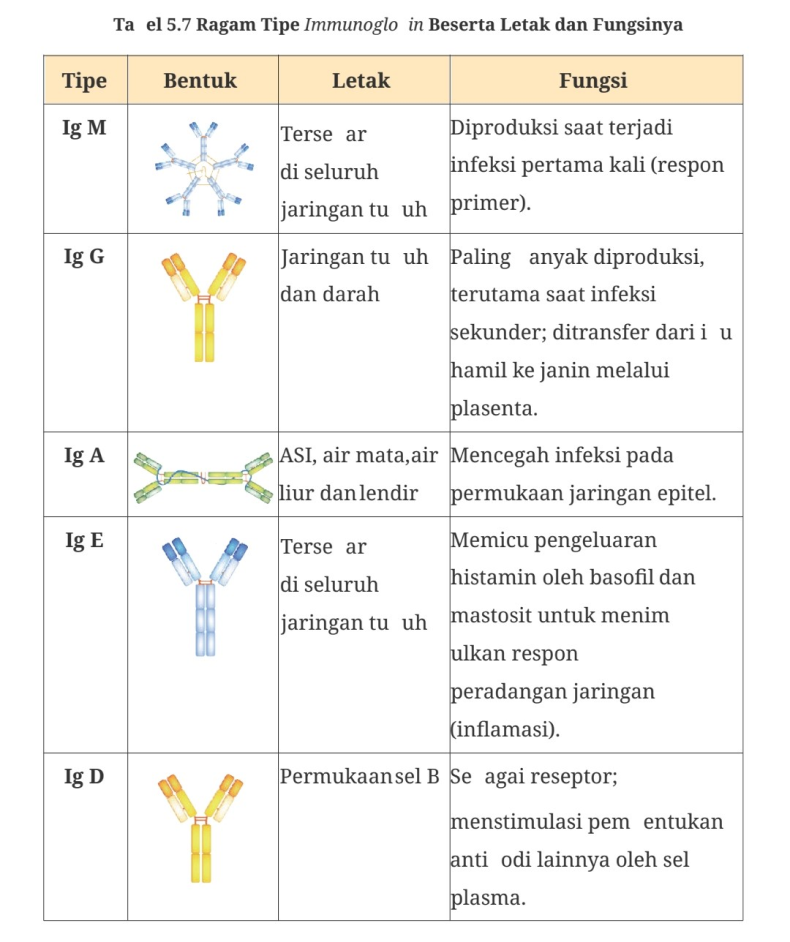 Ta el 5.7 Ragam Tipe Immunoglo in Beserta Letak dan Fungsinya
Tipe Bentuk Letak Fungsi
Ig M
Terse ar
di seluruh
jaringan tu uh
Diproduksi saat terjadi
infeksi pertama kali (respon
primer).
Ig G
Jaringan tu uh
dan darah
Paling anyak diproduksi,
terutama saat infeksi
sekunder; ditransfer dari i u
hamil ke janin melalui
plasenta.
Ig A
ASI, air mata,air
liur dan lendir
Mencegah infeksi pada
permukaan jaringan epitel.
Ig E
Terse ar
di seluruh
jaringan tu uh
Memicu pengeluaran
histamin oleh basofil dan
mastosit untuk menim
ulkan respon
peradangan jaringan
(inflamasi).
Ig D
Permukaan sel B
Se agai reseptor;
menstimulasi pem entukan
anti odi lainnya oleh sel
plasma.